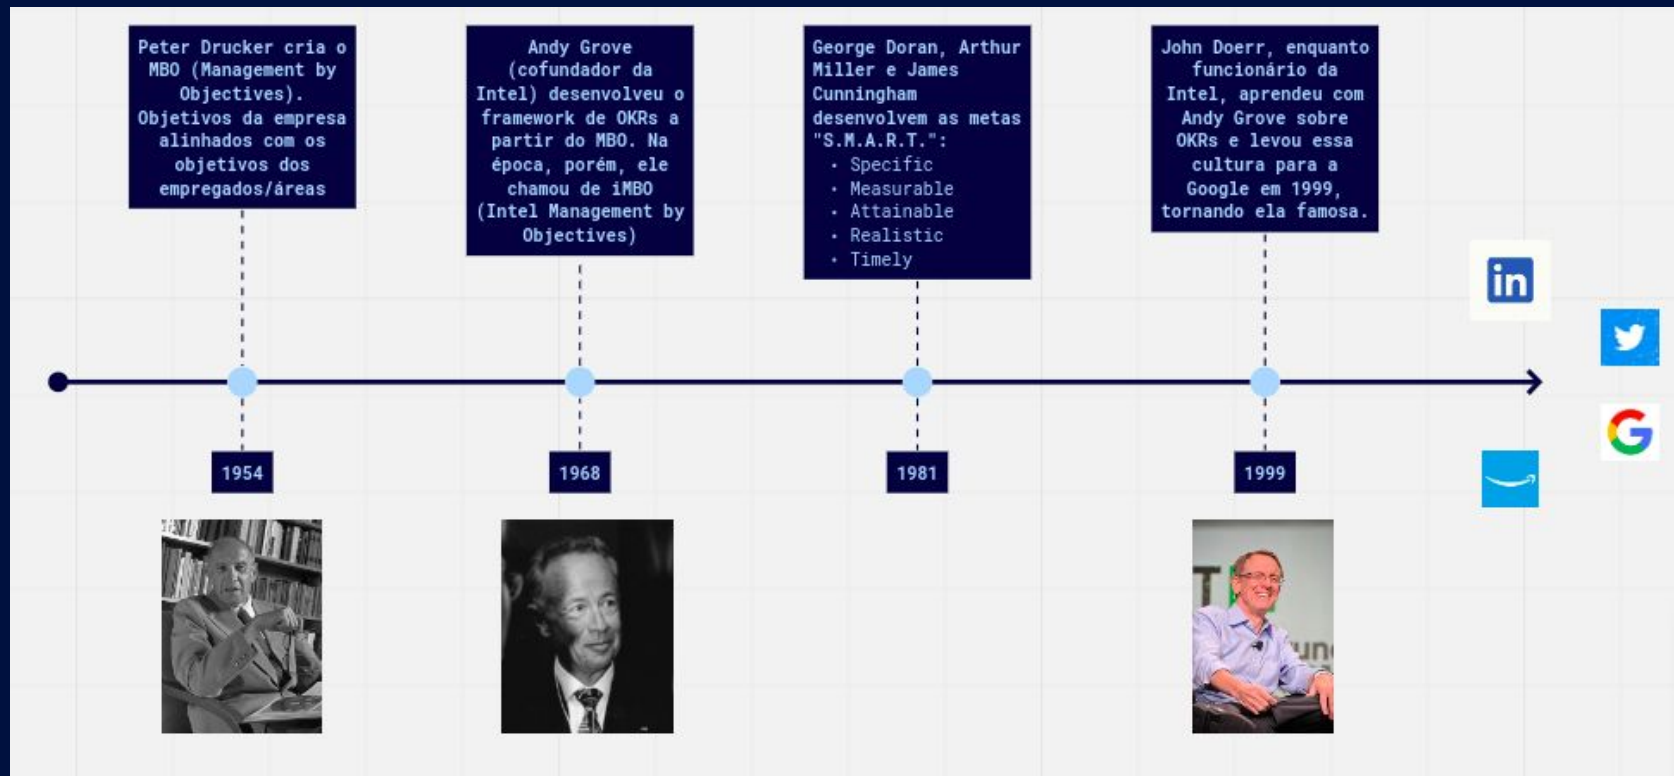 Peter Drucker cria o
MBO (Management by
Objectives).
Objetivos da empresa
alinhados com os
objetivos dos
empregados/áreas
Andy Grove
(cofundador da
Intel) desenvolveu o
framework de OKRs a
partir do MBO. Na
época, porém, ele
chamou de iMBO
(Intel Management by
Objectives)
George Doran, Arthur
Miller e James
Cunningham
desenvolvem as metas
"S.M.A.R.T.":
• Specific
• Measurable
• Attainable
• Realistic
• Timely
John Doerr, enquanto
funcionário da
Intel, aprendeu com
Andy Grove sobre
OKRs e levou essa
cultura para a
Google em 1999,
tornando ela famosa.
in
G
1954
1968
1981
1999
T
un